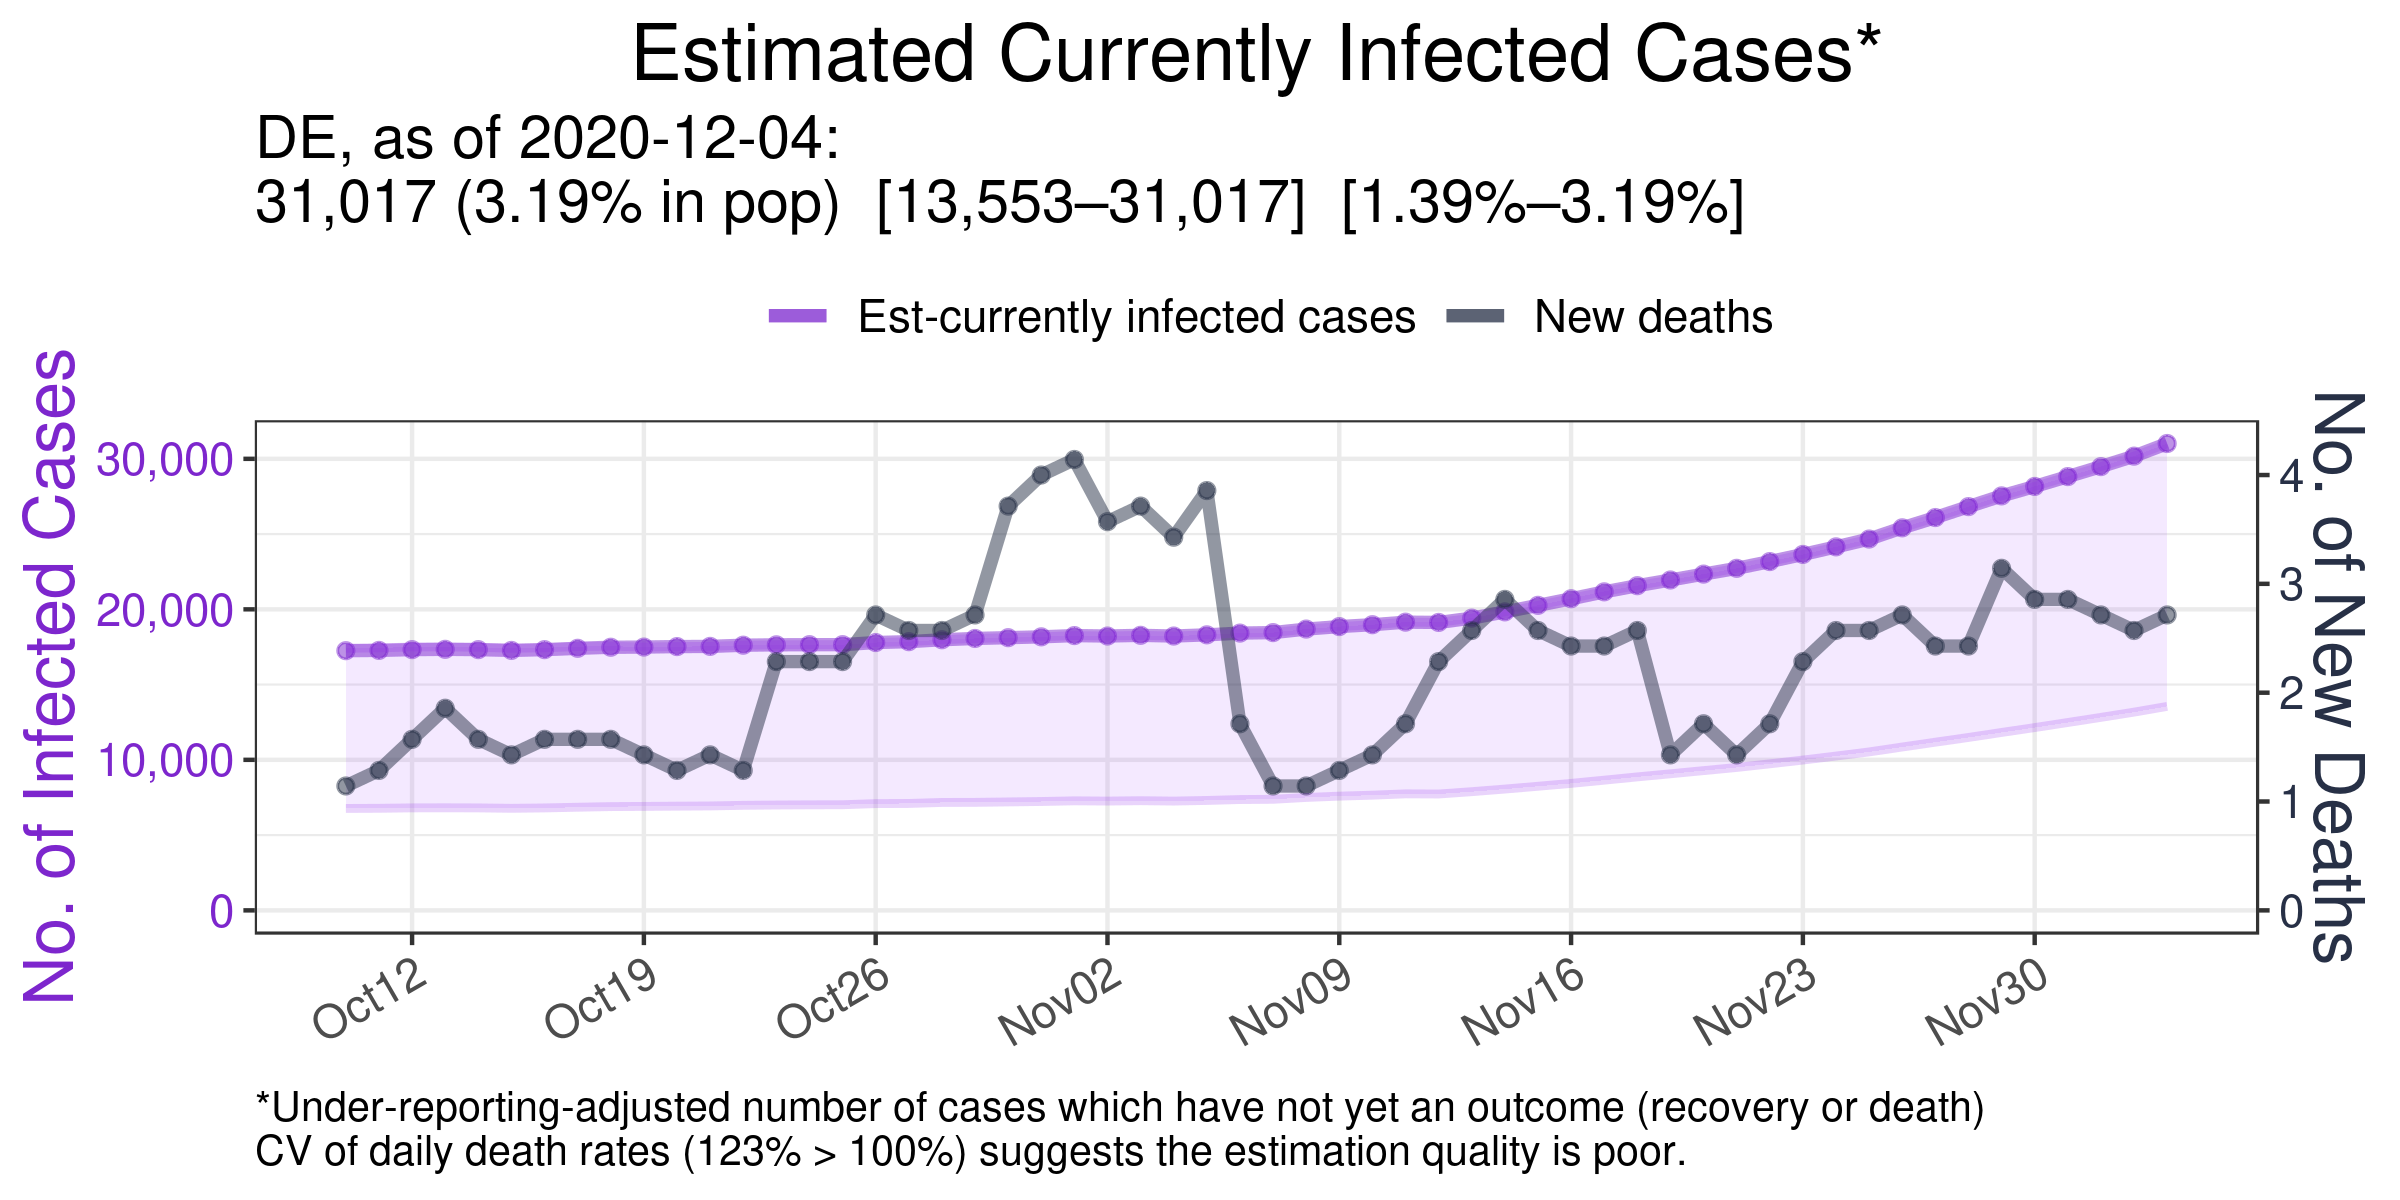 Estimated Currently Infected Cases*
DE, as of 2020-12-04:
31,017 (3.19% in pop)  [13,553–31,017]  [1.39%–3.19%]
Est-currently infected cases
New deaths
No. of Infected Cases
30,000
20,000
10,000
0
No. of New Deaths
4
3
2
1
0
Oct12
Oct19
Oct26
Nov02
Nov09
Nov16
Nov23
Nov30
*Under-reporting-adjusted number of cases which have not yet an outcome (recovery or death)
CV of daily death rates (123% > 100%) suggests the estimation quality is poor.